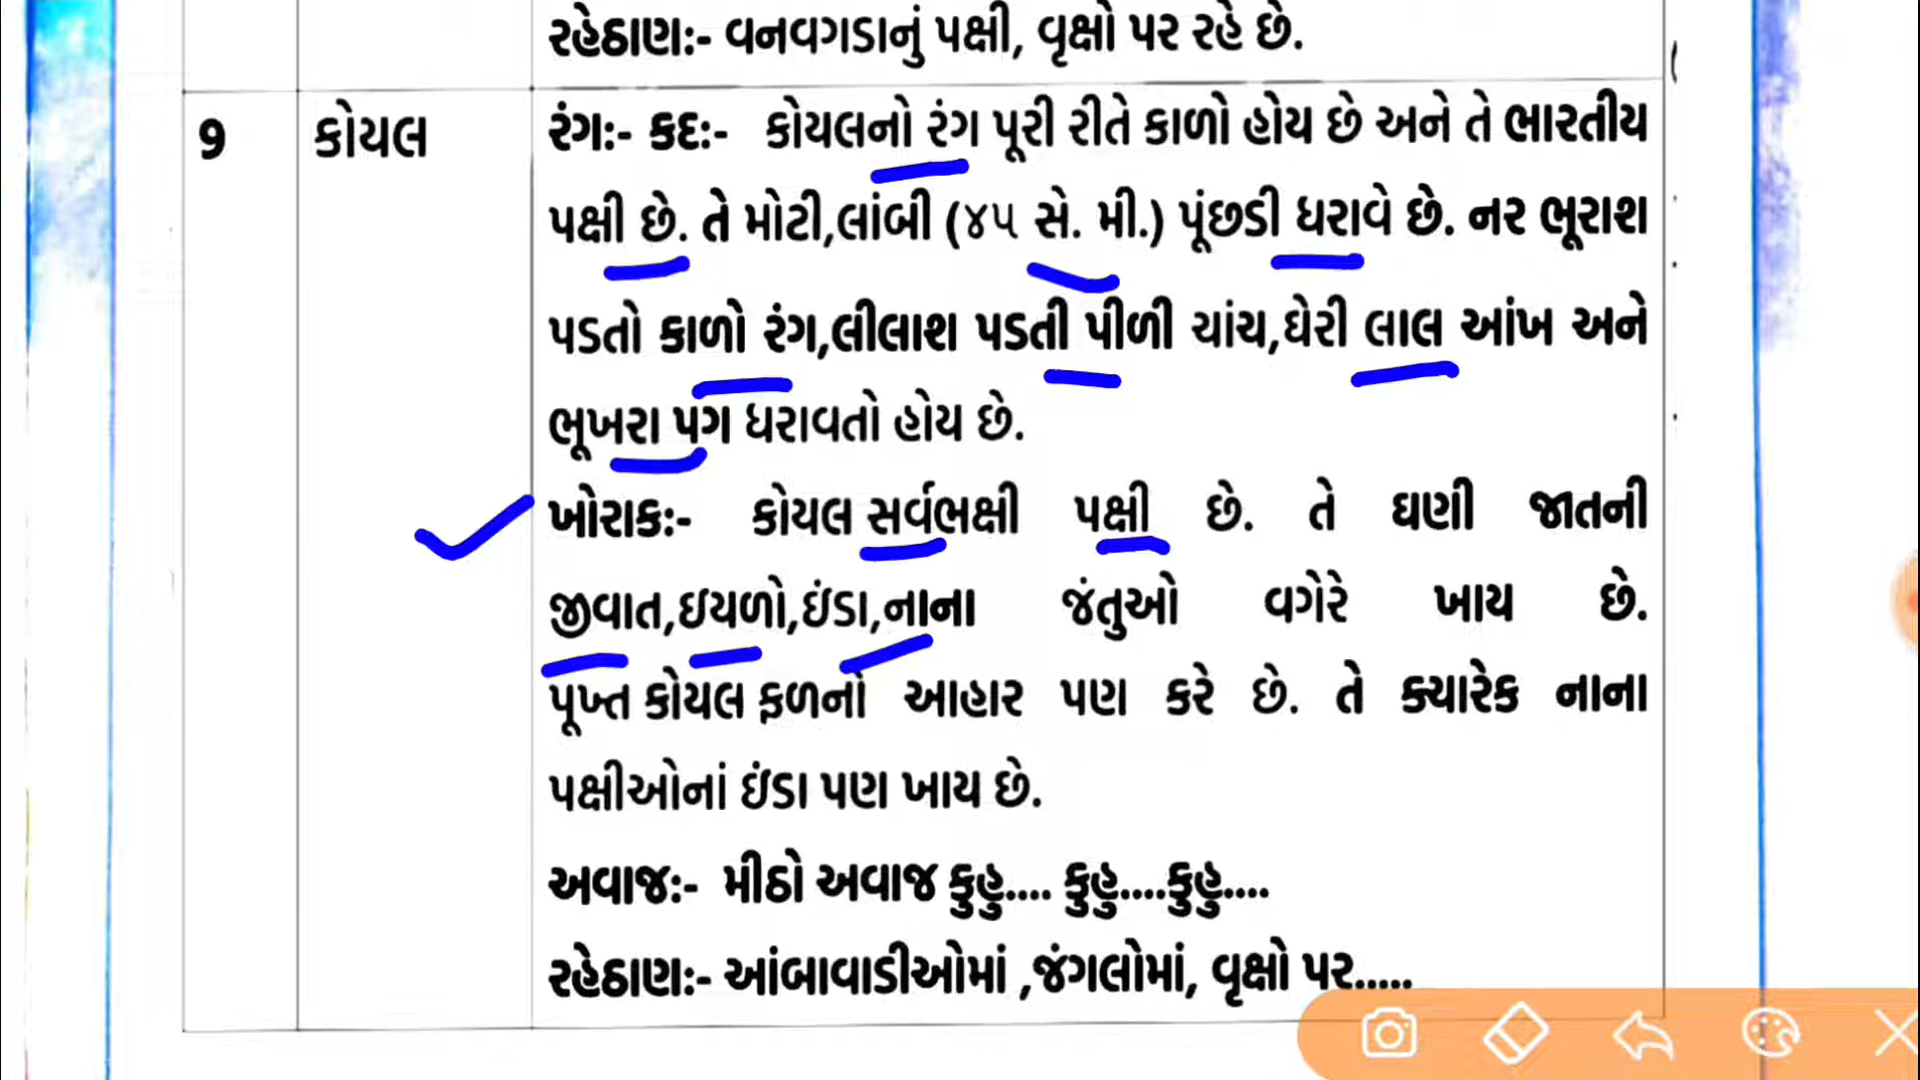 રહેઠાણ:- વનવગડાનું પક્ષી, વૃક્ષો પર રહે છે.
9 કોયલ રંગ:- કદ:- કોયલનો રંગ પૂરી રીતે કાળો હોય છે અને તે ભારતીય
પક્ષી છે. તે મોટી,લાંબી (૪૫ સે. મી.) પૂંછડી ધરાવે છે. નર ભૂરાશ
પડતો કાળો રંગ,લીલાશ પડતી પીળી ચાંચ,ઘેરી લાલ આંખ અને
ભૂખરા પગ ધરાવતો હોય છે.
ખોરાક:- કોયલ સર્વભક્ષી પક્ષી છે. તે ઘણી જાતની
જીવાત,ઇયળો,ઇંડા,નાના જંતુઓ વગેરે ખાય છે.
પૂખ્ત કોયલ ફળનો આહાર પણ કરે છે. તે ક્યારેક નાના
પક્ષીઓનાં ઇંડા પણ ખાય છે.
અવાજ:- મીઠો અવાજ કુહુ.... કુહુ....કુહુ....
રહેઠાણ:- આંબાવાડીઓમાં ,જંગલોમાં, વૃક્ષો પર.....